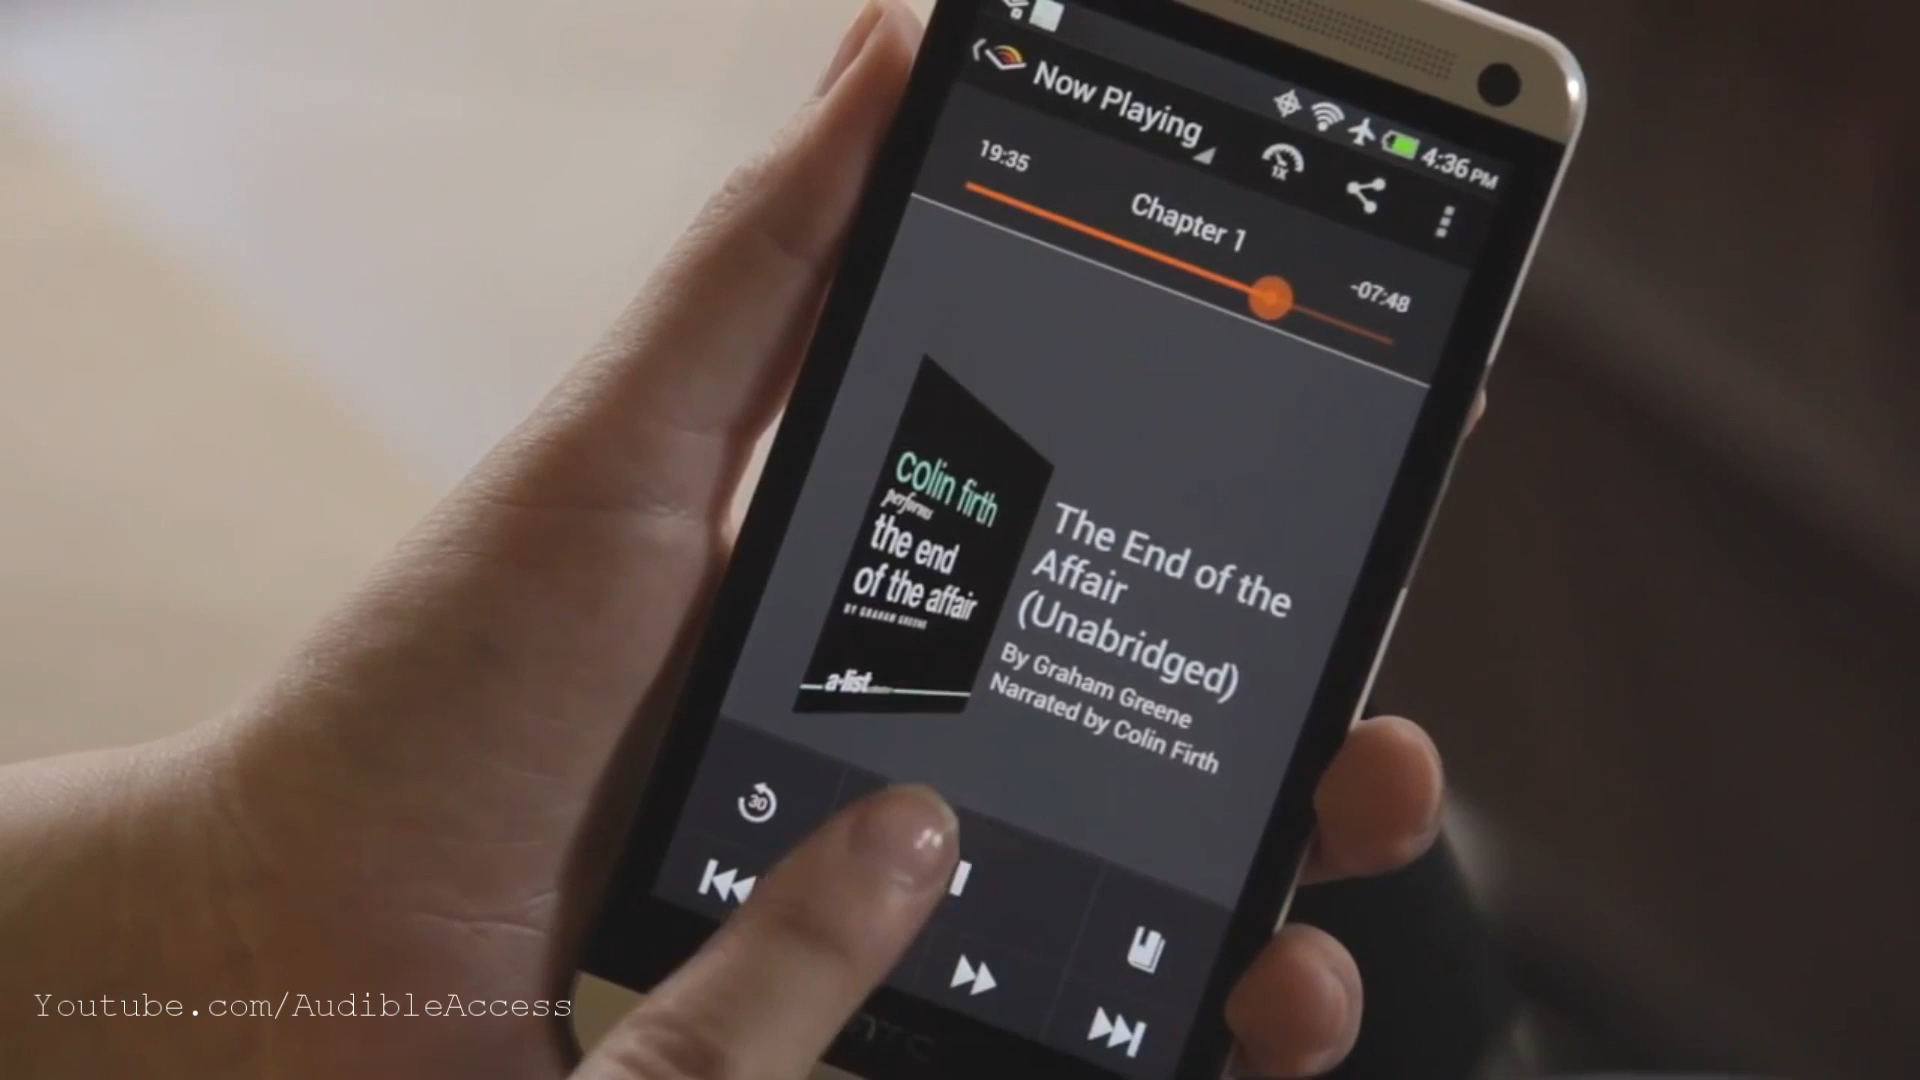 Now Playing
1X
4:36 PM
19:35
Chapter 1
-07:48
colin firth
performs
the end
of the affair
BY GRAHAM GREENE
a-list
The End of the
Affair
(Unabridged)
By Graham Greene
Narrated by Colin Firth
30
Youtube.com/AudibleAccess